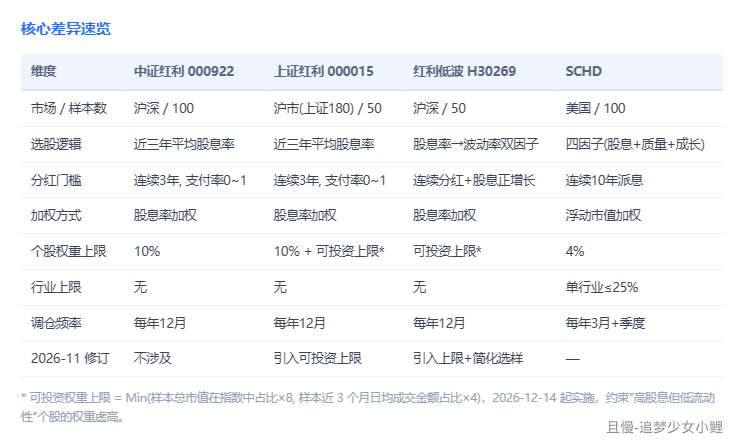 核心差异速览
维度 中证红利 000922 上证红利 000015 红利低波 H30269 SCHD
市场 / 样本数 沪深 / 100 沪市(上证180) / 50 沪深 / 50 美国 / 100
选股逻辑 近三年平均股息率 近三年平均股息率 股息率→波动率双因子 四因子(股息+质量+成长)
分红门槛 连续3年, 支付率0~1 连续3年, 支付率0~1 连续分红+股息正增长 连续10年派息
加权方式 股息率加权 股息率加权 股息率加权 浮动市值加权
个股权重上限 10% 10% + 可投资上限* 可投资上限* 4%
行业上限 无 无 无 单行业≤25%
调仓频率 每年12月 每年12月 每年12月 每年3月+季度
2026-11 修订 不涉及 引入可投资上限 引入上限+简化选样 —
* 可投资权重上限 = Min(样本总市值在指数中占比×8, 样本近 3 个月日均成交金额占比×4)，2026-12-14 起实施，约束"高股息但低流动
性"个股的权重虚高。
且慢-追梦少女小鲤